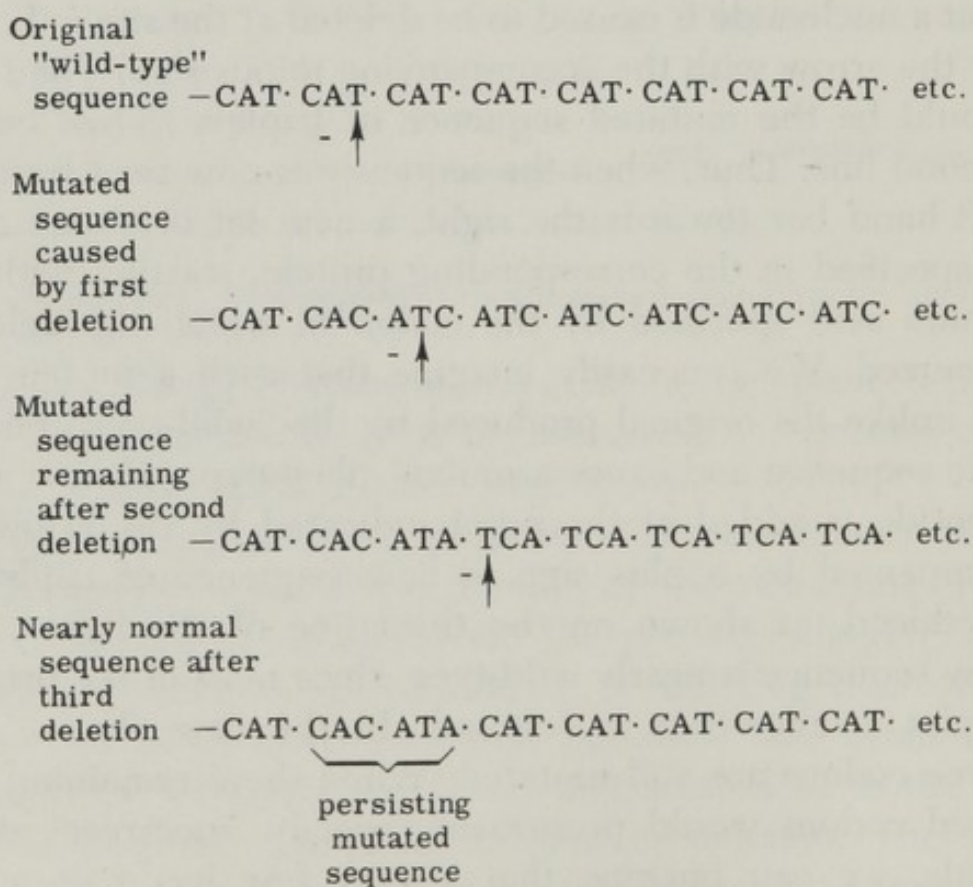 Original
"wild-type"
sequence —CAT· CAT· CAT· CAT· CAT· CAT· CAT· CAT· etc.
-
Mutated
sequence
caused
by first
deletion —CAT· CAC· ATC· ATC· ATC· ATC· ATC· ATC· etc.
-
Mutated
sequence
remaining
after second
deletion —CAT· CAC· ATA· TCA· TCA· TCA· TCA· TCA· etc.
-
Nearly normal
sequence after
third
deletion —CAT· CAC· ATA· CAT· CAT· CAT· CAT· CAT· etc.
persisting
mutated
sequence